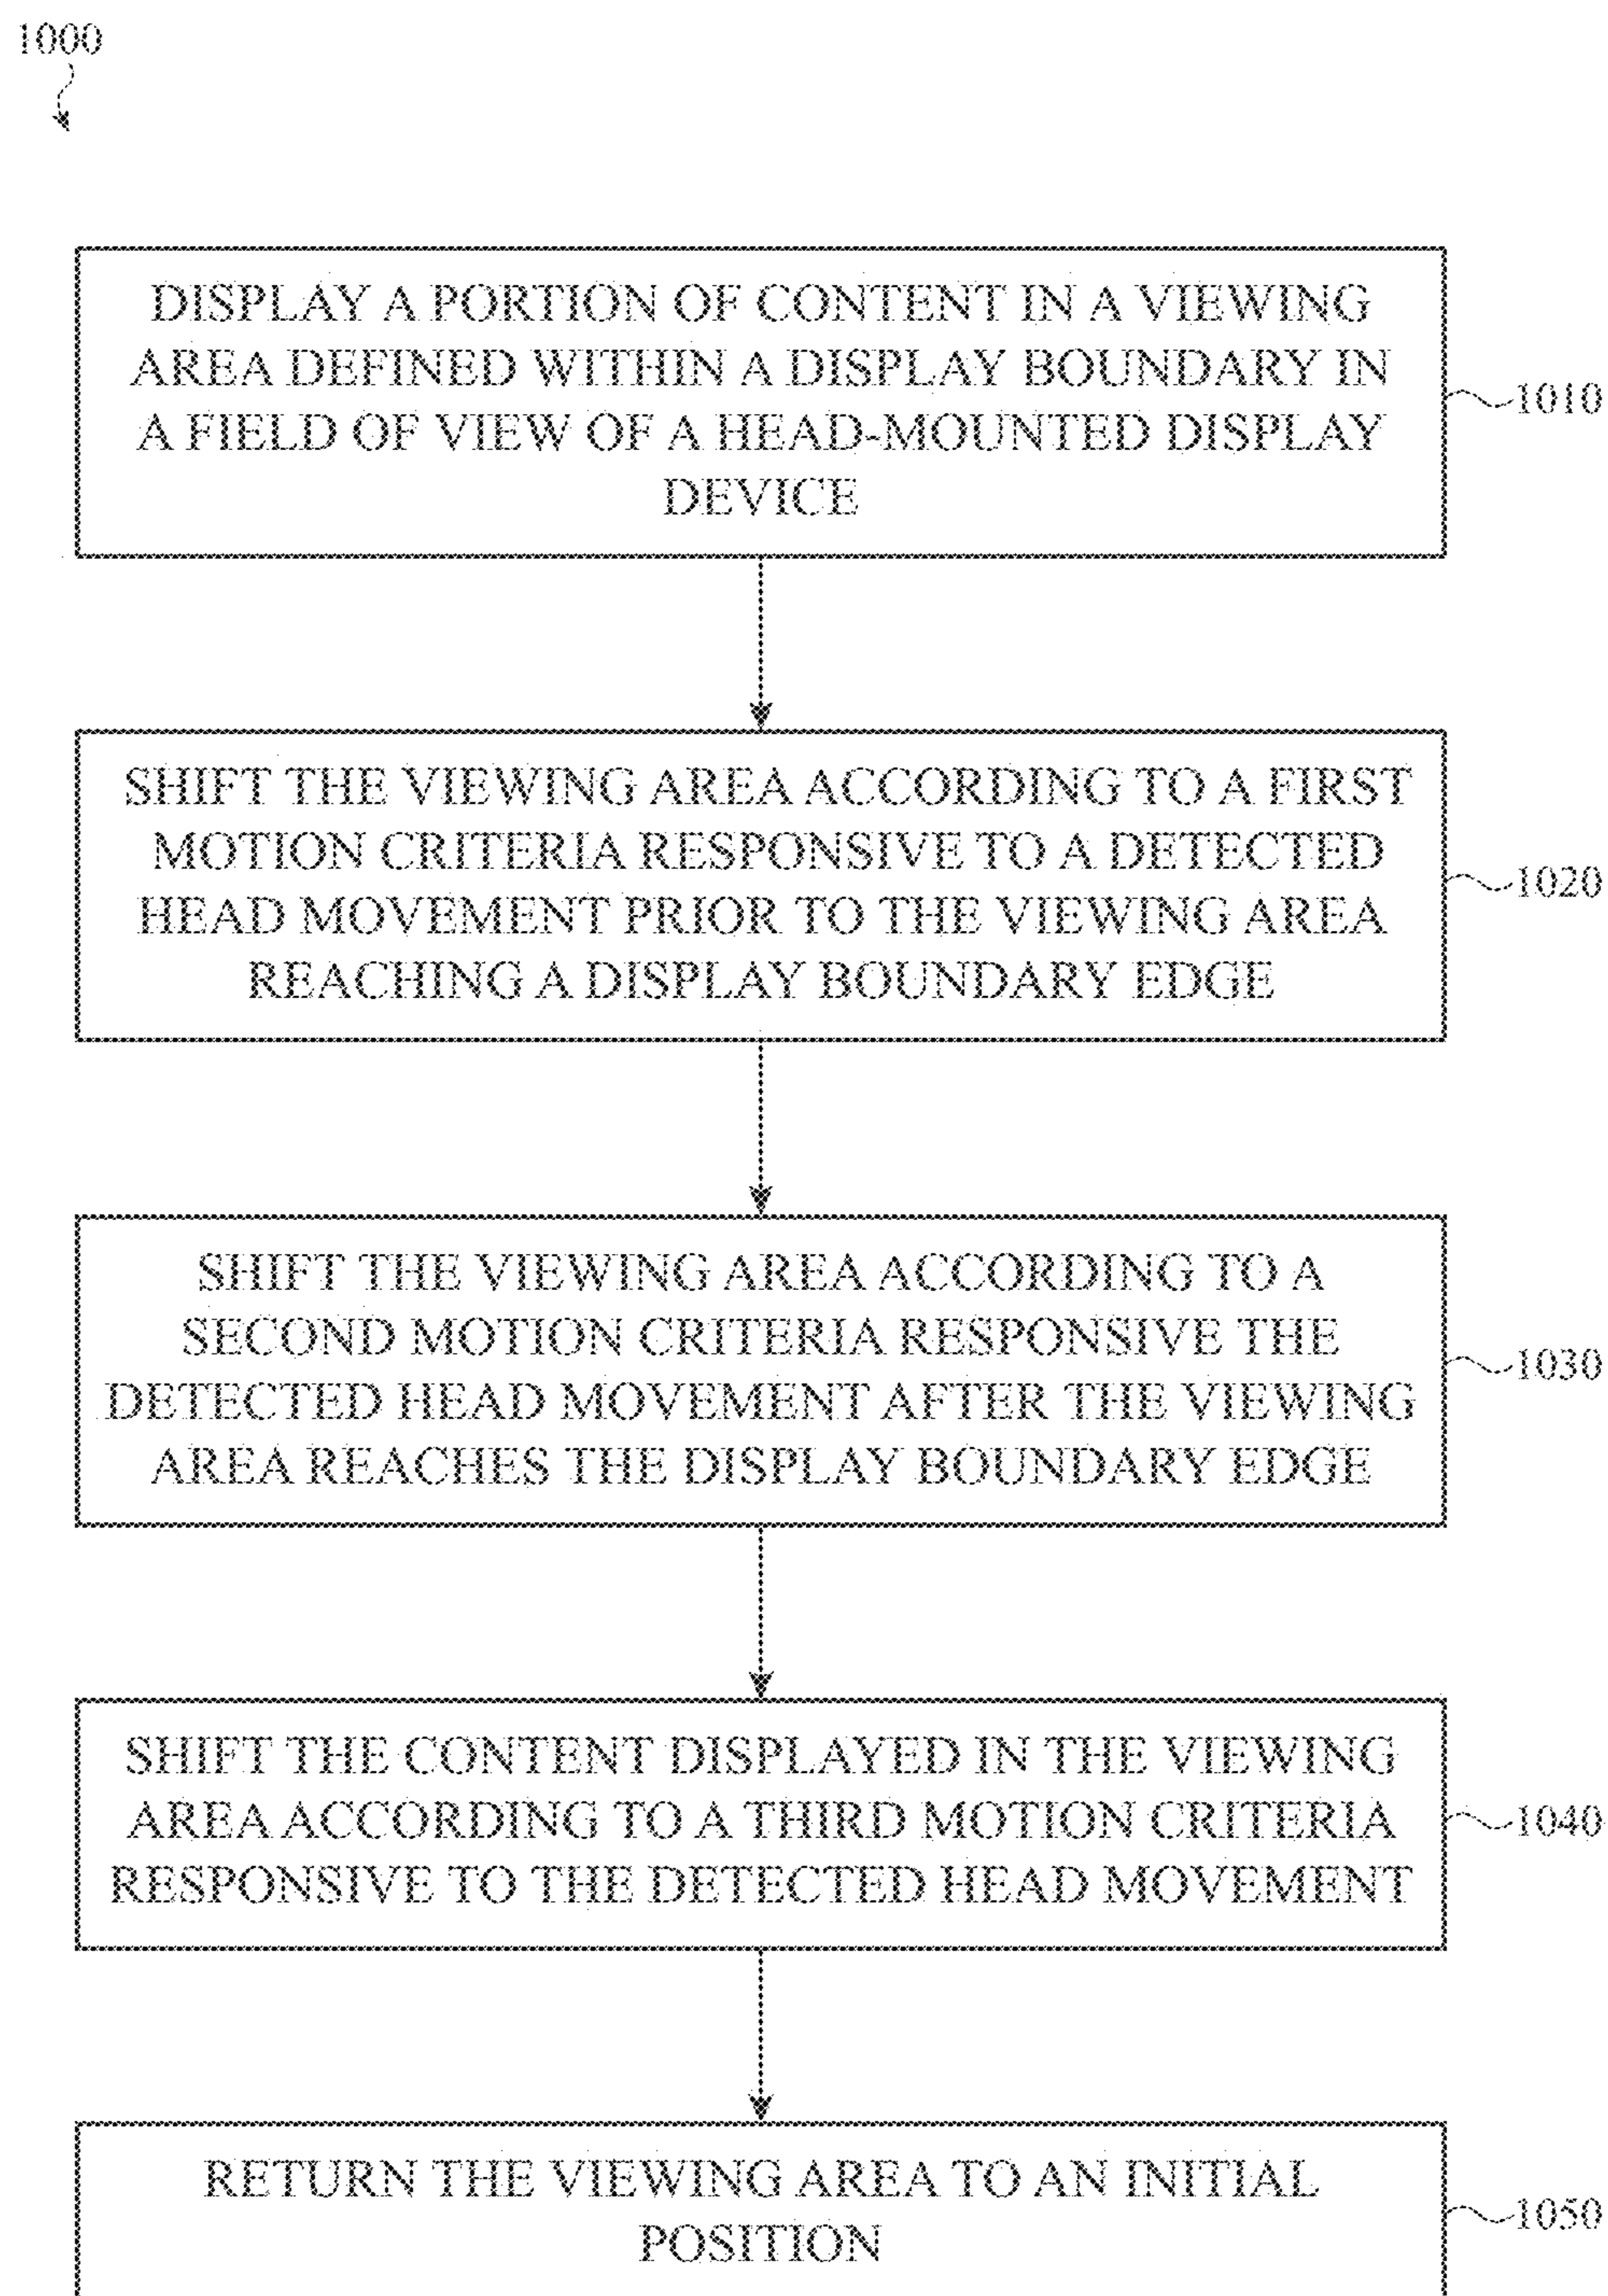 1000
DISPLAY A PORTION OF CONTENT IN A VIEWING
AREA DEFINED WITHIN A DISPLAY BOUNDARY IN
A FIELD OF VIEW OF A HEAD-MOUNTED DISPLAY
DEVICE
1010
SHIFT THE VIEWING AREA ACCORDING TO A FIRST
MOTION CRITERIA RESPONSIVE TO A DETECTED
HEAD MOVEMENT PRIOR TO THE VIEWING AREA
REACHING A DISPLAY BOUNDARY EDGE
1020
SHIFT THE VIEWING AREA ACCORDING TO A
SECOND MOTION CRITERIA RESPONSIVE THE
DETECTED HEAD MOVEMENT AFTER THE VIEWING
AREA REACHES THE DISPLAY BOUNDARY EDGE
1030
SHIFT THE CONTENT DISPLAYED IN THE VIEWING
AREA ACCORDING TO A THIRD MOTION CRITERIA
RESPONSIVE TO THE DETECTED HEAD MOVEMENT
1040
RETURN THE VIEWING AREA TO AN INITIAL
POSITION
1050